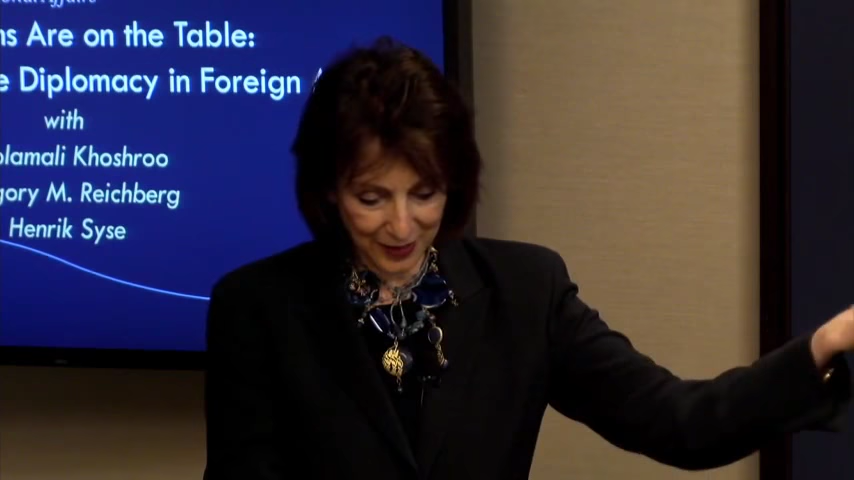 ns Are on the Table:
e Diplomacy in Foreign
with
olamali Khoshroo
gory M. Reichberg
Henrik Syse